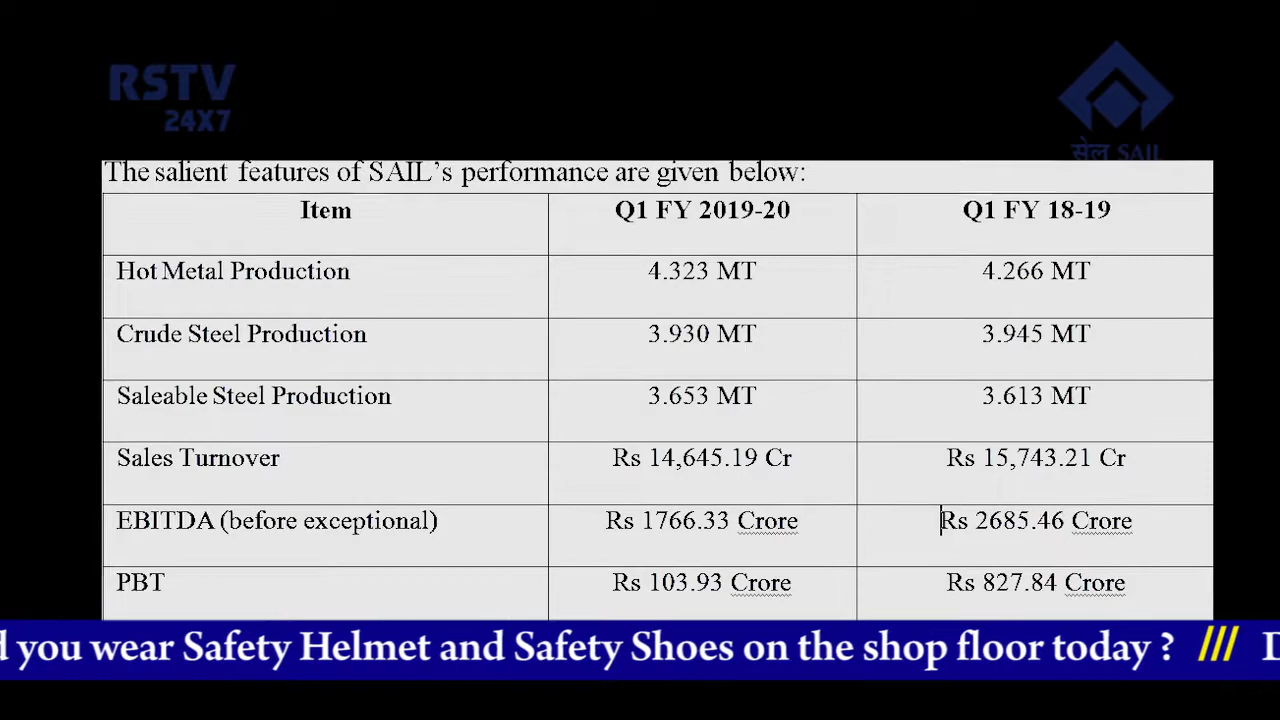 RSTV
24X7
सेल SAIL
The salient features of SAIL's performance are given below:
Item Q1 FY 2019-20 Q1 FY 18-19
Hot Metal Production 4.323 MT 4.266 MT
Crude Steel Production 3.930 MT 3.945 MT
Saleable Steel Production 3.653 MT 3.613 MT
Sales Turnover Rs 14,645.19 Cr Rs 15,743.21 Cr
EBITDA (before exceptional) Rs 1766.33 Crore Rs 2685.46 Crore
PBT Rs 103.93 Crore Rs 827.84 Crore
you wear Safety Helmet and Safety Shoes on the shop floor today ? ///